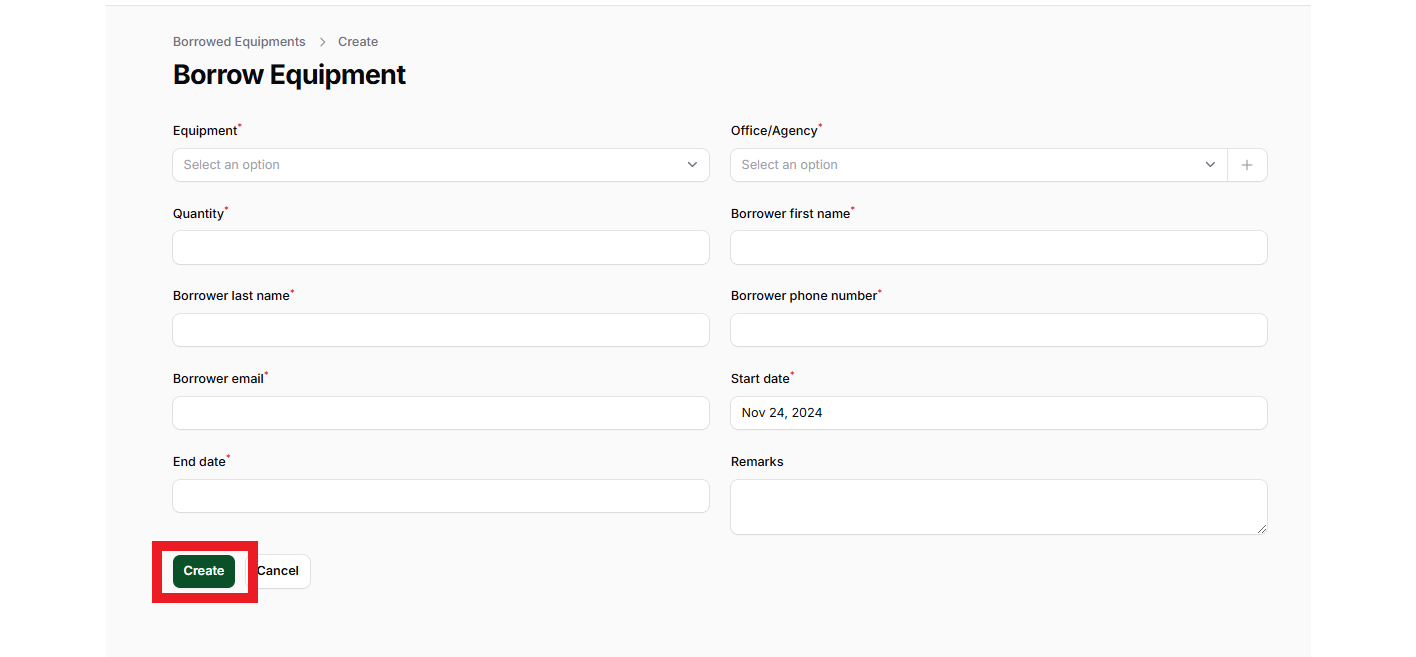 Borrowed Equipments > Create
Borrow Equipment
Equipment* Office/Agency*
Select an option Select an option +
Quantity* Borrower first name*
Borrower last name* Borrower phone number*
Borrower email* Start date*
Nov 24, 2024
End date* Remarks
Create Cancel